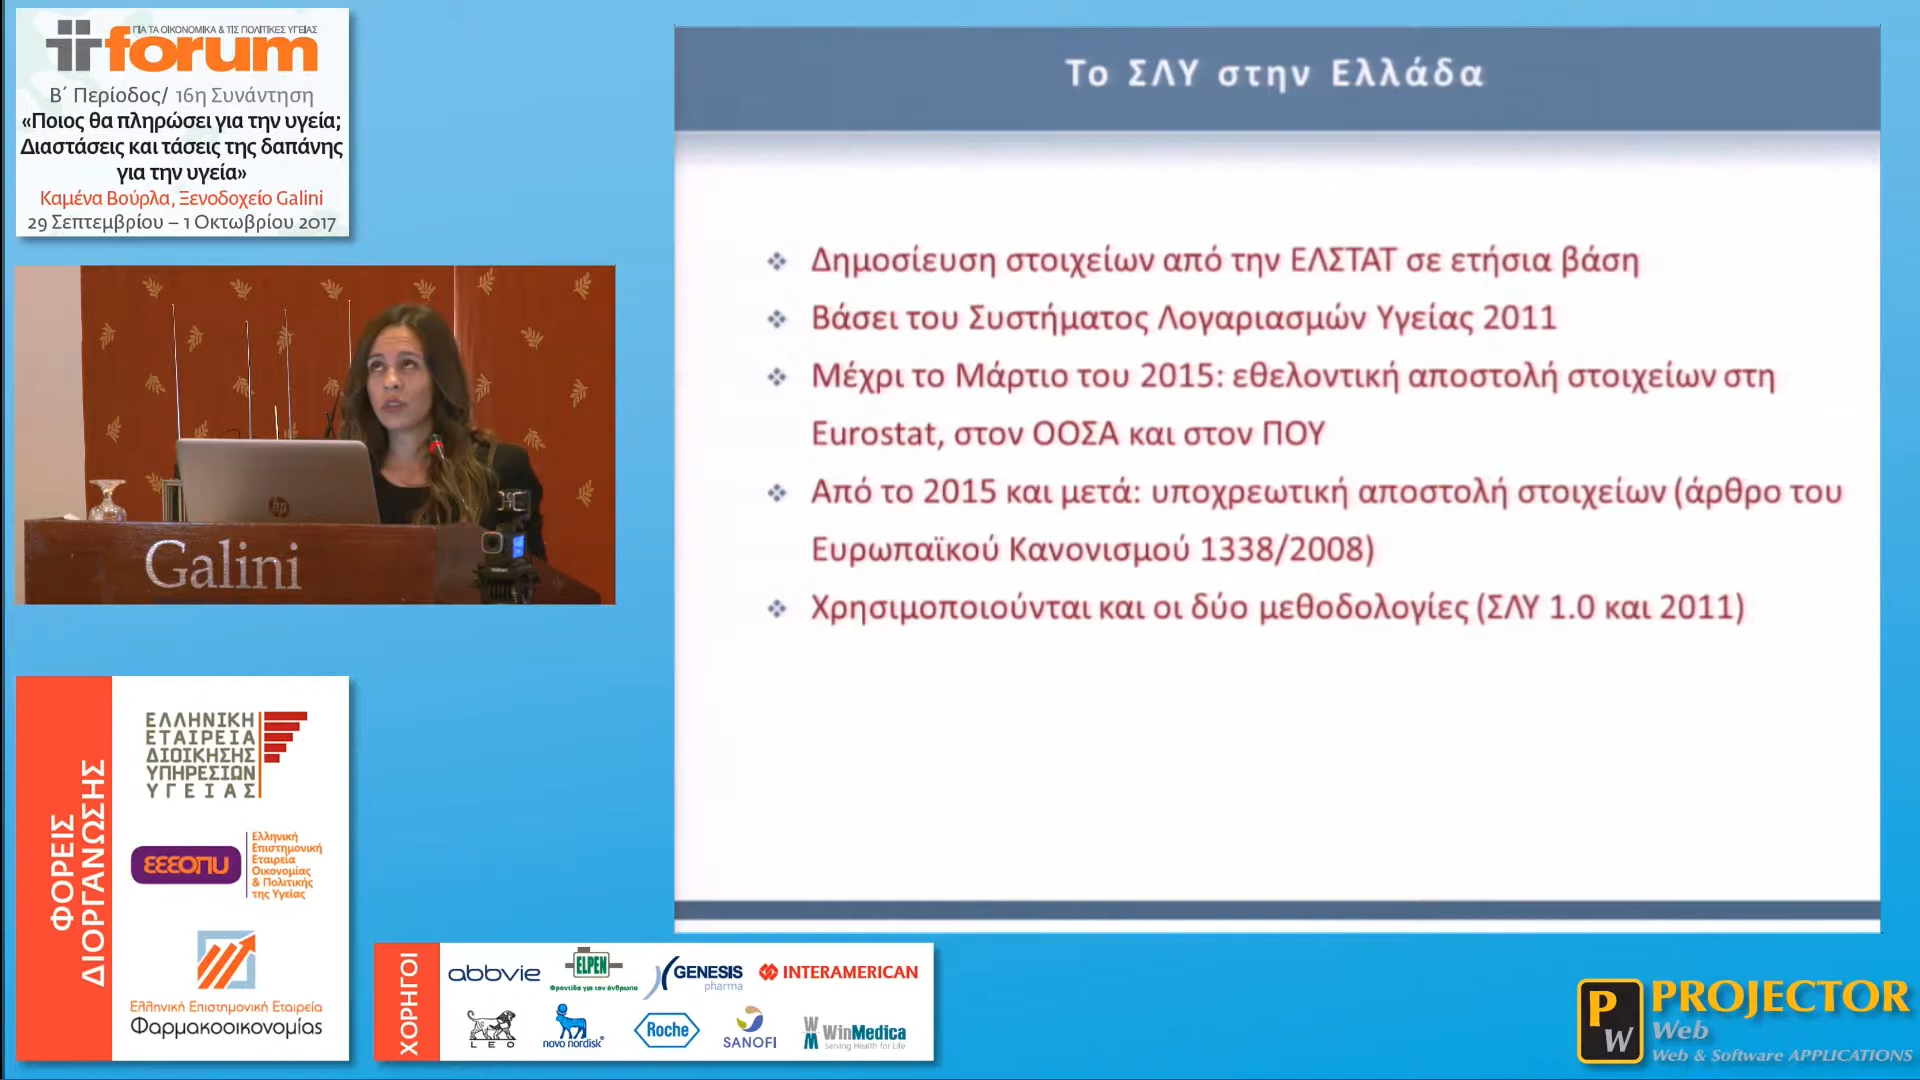 ΓΙΑ ΤΑ ΟΙΚΟΝΟΜΙΚΑ & ΤΙΣ ΠΟΛΙΤΙΚΕΣ ΥΓΕΙΑΣ
forum
Β΄ Περίοδος/ 16η Συνάντηση
«Ποιος θα πληρώσει για την υγεία;
Διαστάσεις και τάσεις της δαπάνης
για την υγεία»
Καμένα Βούρλα, Ξενοδοχείο Galini
29 Σεπτεμβρίου – 1 Οκτωβρίου 2017
Το ΣΛΥ στην Ελλάδα
Δημοσίευση στοιχείων από την ΕΛΣΤΑΤ σε ετήσια βάση
Βάσει του Συστήματος Λογαριασμών Υγείας 2011
Μέχρι το Μάρτιο του 2015: εθελοντική αποστολή στοιχείων στη
Eurostat, στον ΟΟΣΑ και στον ΠΟΥ
Από το 2015 και μετά: υποχρεωτική αποστολή στοιχείων (άρθρο του
Ευρωπαϊκού Κανονισμού 1338/2008)
Χρησιμοποιούνται και οι δύο μεθοδολογίες (ΣΛΥ 1.0 και 2011)
hp
Galini
ΦΟΡΕΙΣ
ΔΙΟΡΓΑΝΩΣΗΣ
ΕΛΛΗΝΙΚΗ
ΕΤΑΙΡΕΙΑ
ΔΙΟΙΚΗΣΗΣ
ΥΠΗΡΕΣΙΩΝ
ΥΓΕΙΑΣ
ΕΕΕΟΠΥ
Ελληνική
Επιστημονική
Εταιρεία
Οικονομίας
& Πολιτικής
της Υγείας
Ελληνική Επιστημονική Εταιρεία
Φαρμακοοικονομίας
ΧΟΡΗΓΟΙ
abbvie
ELPEN
Φροντίδα για τον άνθρωπο
GENESIS
pharma
INTERAMERICAN
LEO
novo nordisk
Roche
SANOFI
WinMedica
Serving Health for Life
PW
PROJECTOR
Web
Web & Software APPLICATIONS